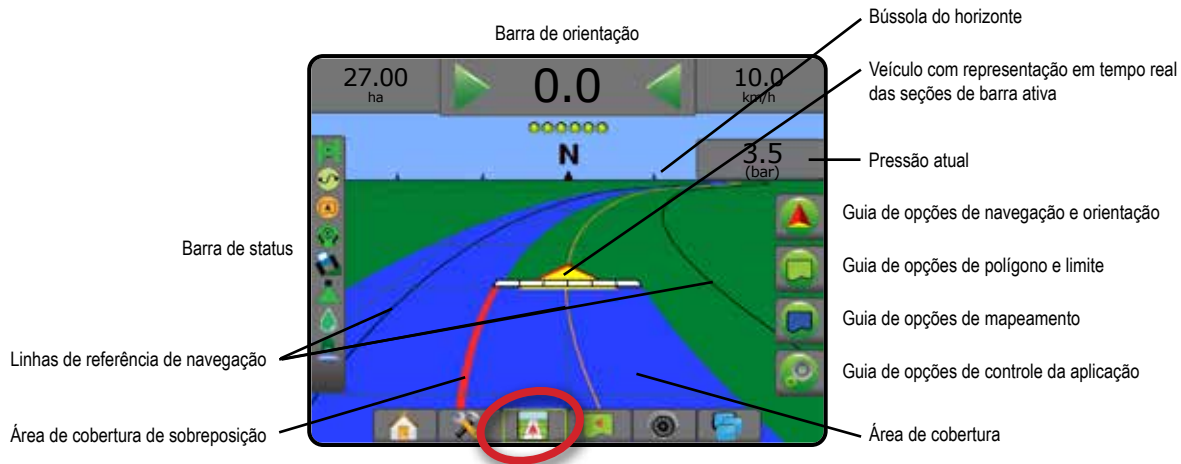 Bússola do horizonte
Barra de orientação
Veículo com representação em tempo real
das seções de barra ativa
27.00
ha
0.0
10.0
km/h
N
3.5
(bar)
Pressão atual
Guia de opções de navegação e orientação
Barra de status
Guia de opções de polígono e limite
Guia de opções de mapeamento
Linhas de referência de navegação
Guia de opções de controle da aplicação
Área de cobertura de sobreposição
Área de cobertura